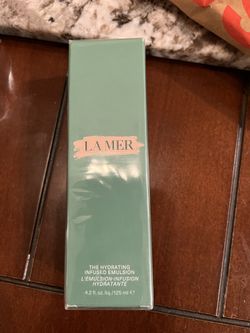 LA MER
THE HYDRATING
INFUSED EMULSION
L'ÉMULSION-INFUSION
HYDRATANTE
4.2 fl. oz. liq./125 ml ℮